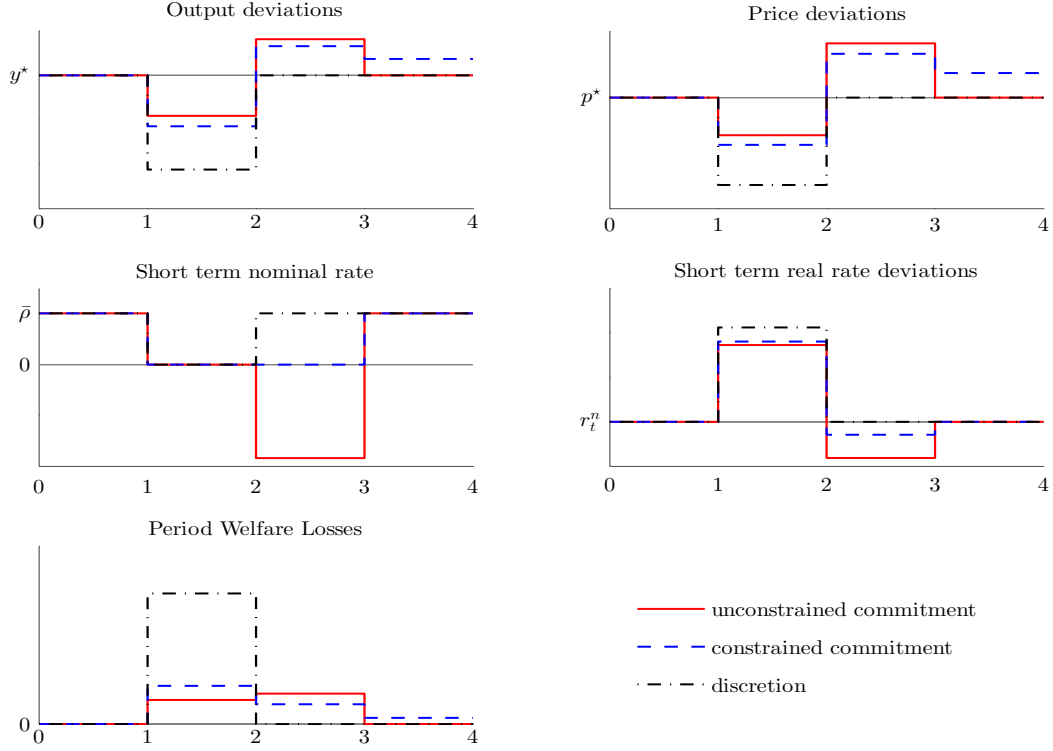 Output deviations
y⋆
0 1 2 3 4
Price deviations
p⋆
0 1 2 3 4
Short term nominal rate
ρ̄
0
0 1 2 3 4
Short term real rate deviations
rₜⁿ
0 1 2 3 4
Period Welfare Losses
0
0 1 2 3 4
unconstrained commitment
constrained commitment
discretion